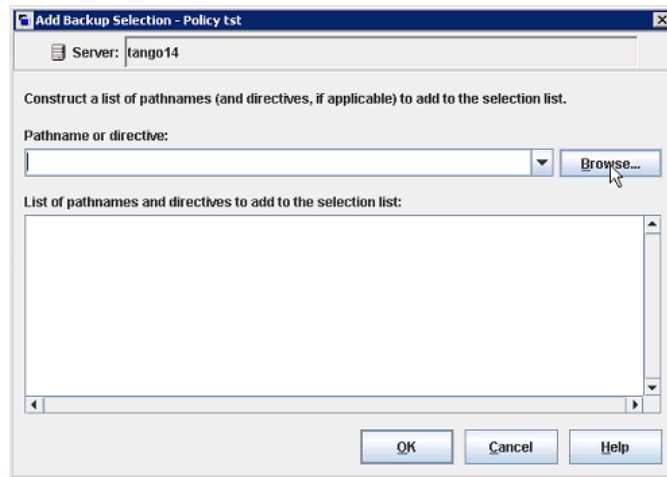 Add Backup Selection - Policy tst
Server: tango14
Construct a list of pathnames (and directives, if applicable) to add to the selection list.
Pathname or directive:
Browse...
List of pathnames and directives to add to the selection list:
OK Cancel Help